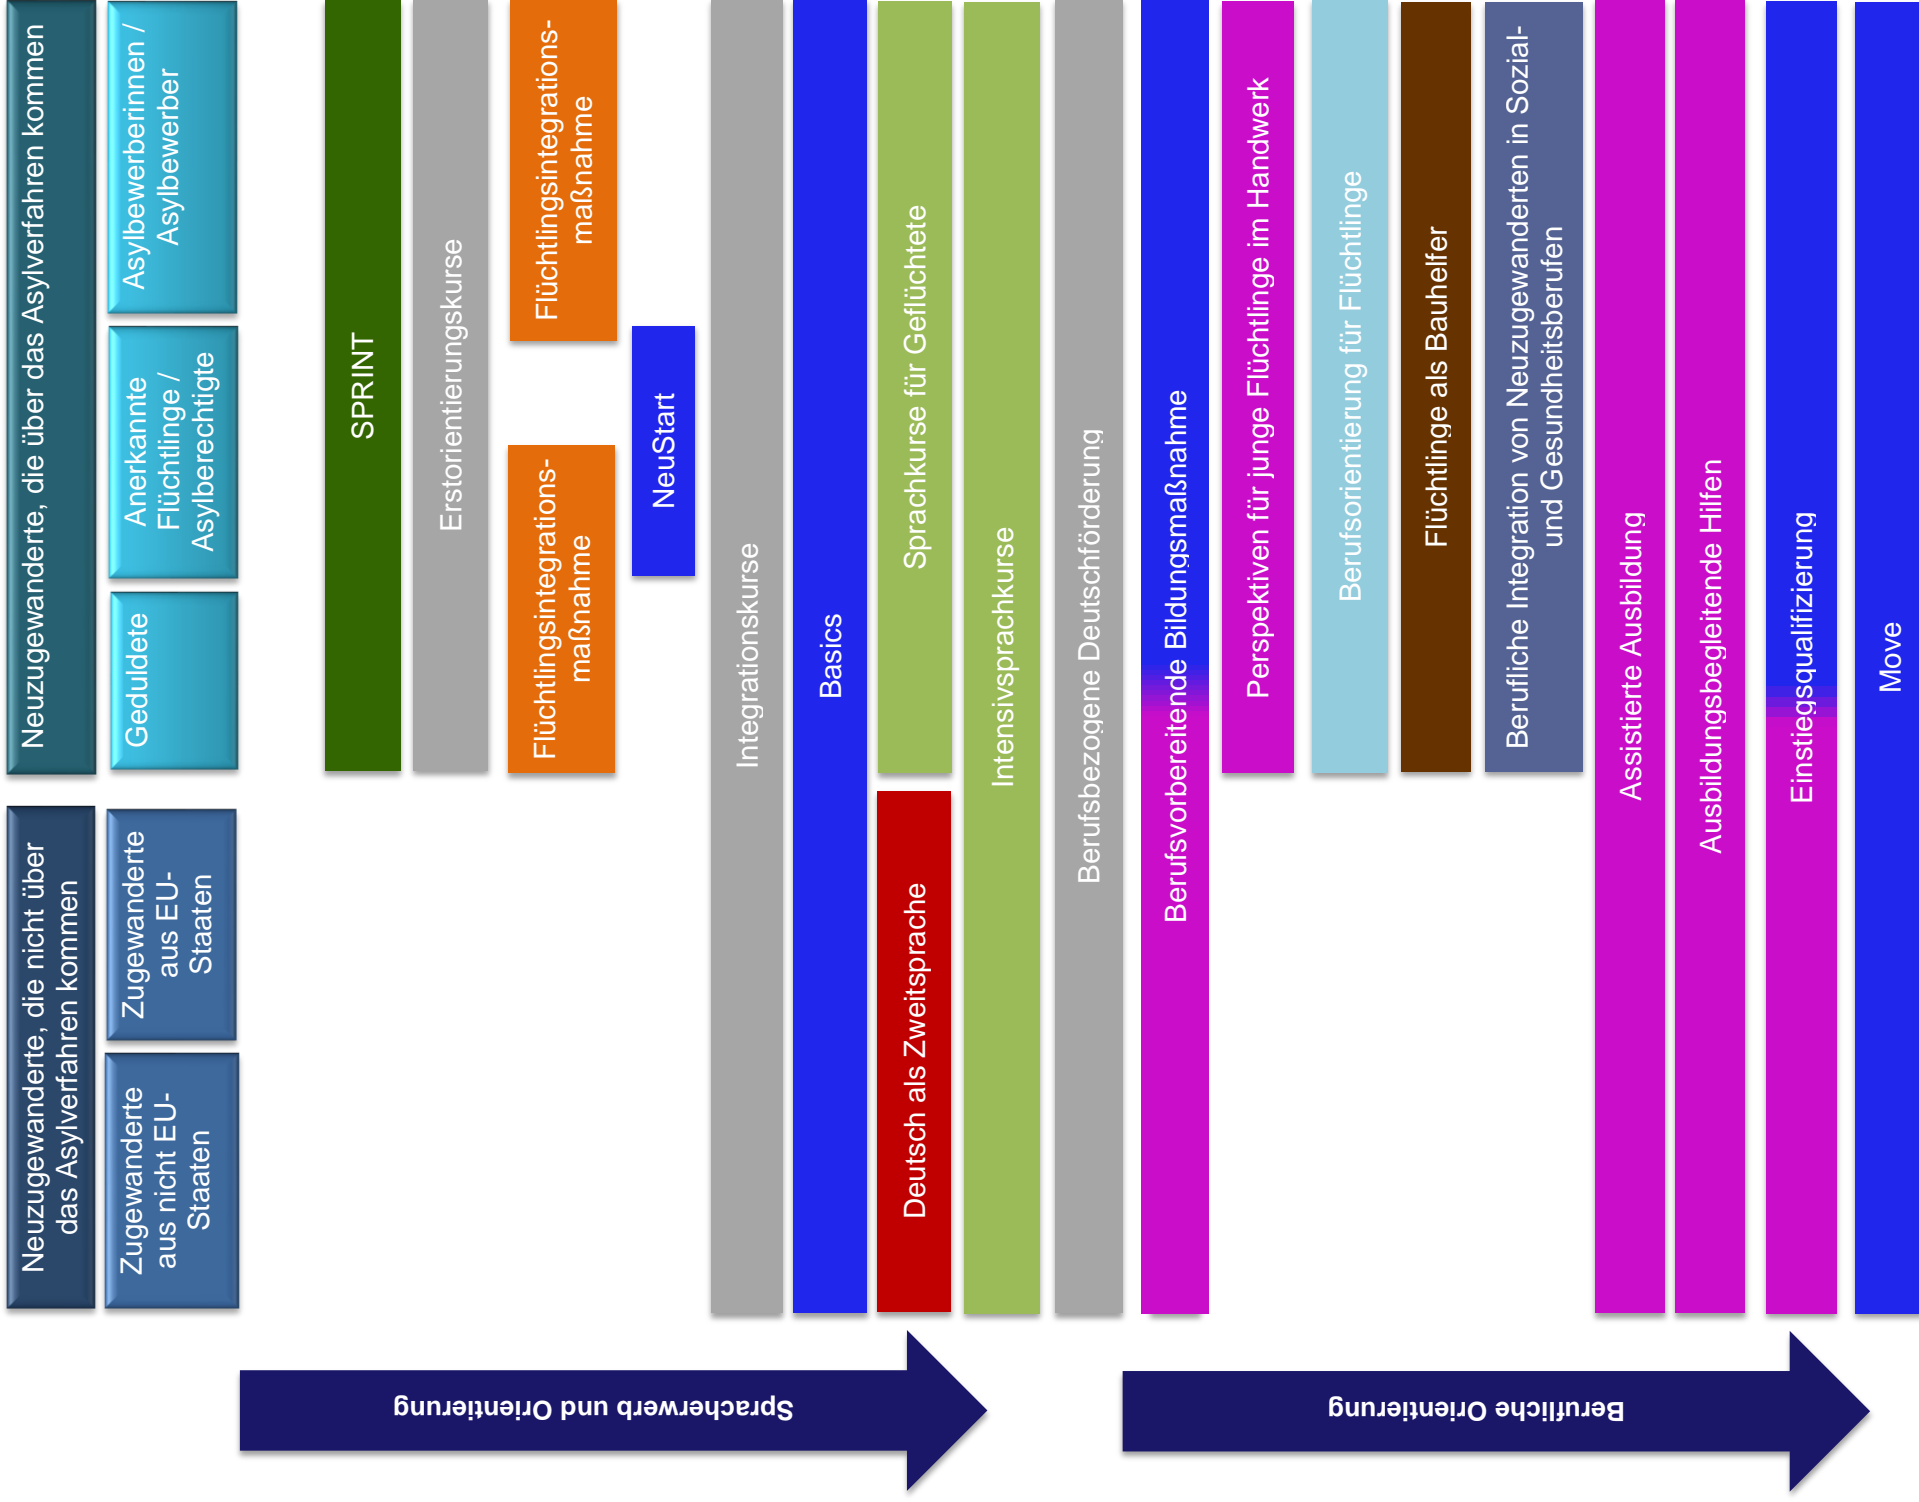 Neuzugewanderte, die nicht über
das Asylverfahren kommen
Neuzugewanderte, die über das Asylverfahren kommen
Zugewanderte
aus nicht EU-
Staaten
Zugewanderte
aus EU-
Staaten
Geduldete
Anerkannte
Flüchtlinge /
Asylberechtigte
Asylbewerberinnen /
Asylbewerber
Spracherwerb und Orientierung
SPRINT
Erstorientierungskurse
Flüchtlingsintegrations-
maßnahme
Flüchtlingsintegrations-
maßnahme
NeuStart
Integrationskurse
Basics
Deutsch als Zweitsprache
Sprachkurse für Geflüchtete
Intensivsprachkurse
Berufsbezogene Deutschförderung
Berufliche Orientierung
Berufsvorbereitende Bildungsmaßnahme
Perspektiven für junge Flüchtlinge im Handwerk
Berufsorientierung für Flüchtlinge
Flüchtlinge als Bauhelfer
Berufliche Integration von Neuzugewanderten in Sozial-
und Gesundheitsberufen
Assistierte Ausbildung
Ausbildungsbegleitende Hilfen
Einstiegsqualifizierung
Move